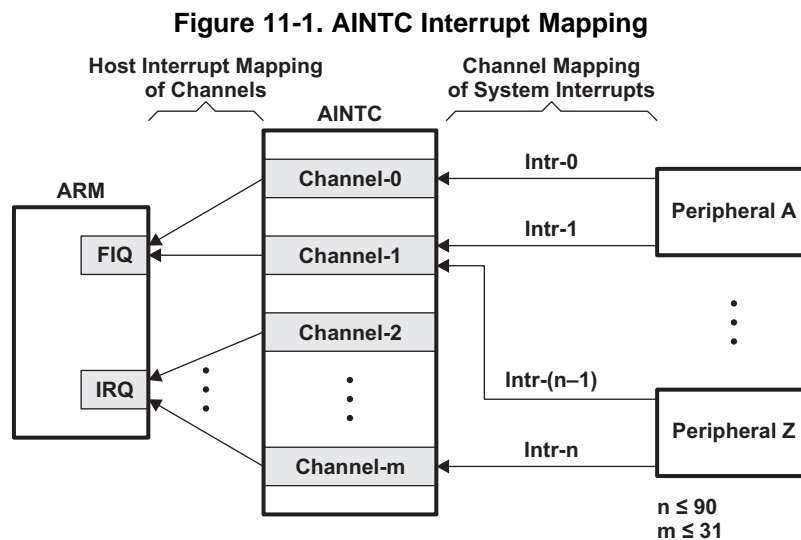 Figure 11-1. AINTC Interrupt Mapping
Host Interrupt Mapping
of Channels
Channel Mapping
of System Interrupts
AINTC
ARM
FIQ
IRQ
Channel-0
Channel-1
Channel-2
Channel-m
Intr-0
Intr-1
Intr-(n–1)
Intr-n
Peripheral A
Peripheral Z
n ≤ 90
m ≤ 31